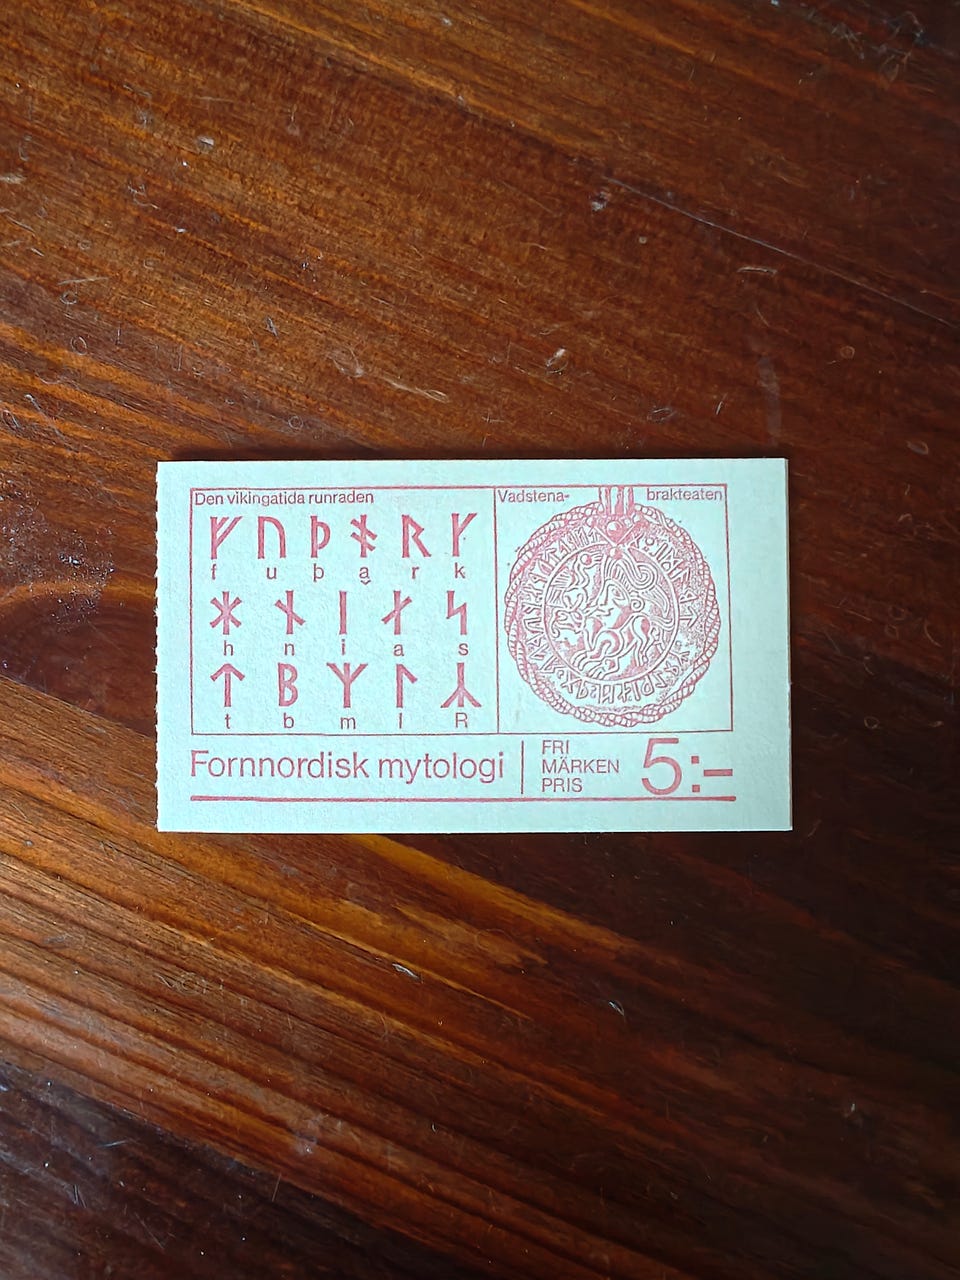 Den vikingatida runraden
Vadstena- brakteaten
ᚠ ᚢ ᚦ ᚬ ᚱ ᚴ
f u þ ą r k
ᚼ ᚾ ᛁ ᛅ ᛋ
h n i a s
ᛏ ᛒ ᛘ ᛚ ᛦ
t b m l R
Fornnordisk mytologi
FRI
MÄRKEN
PRIS
5:–